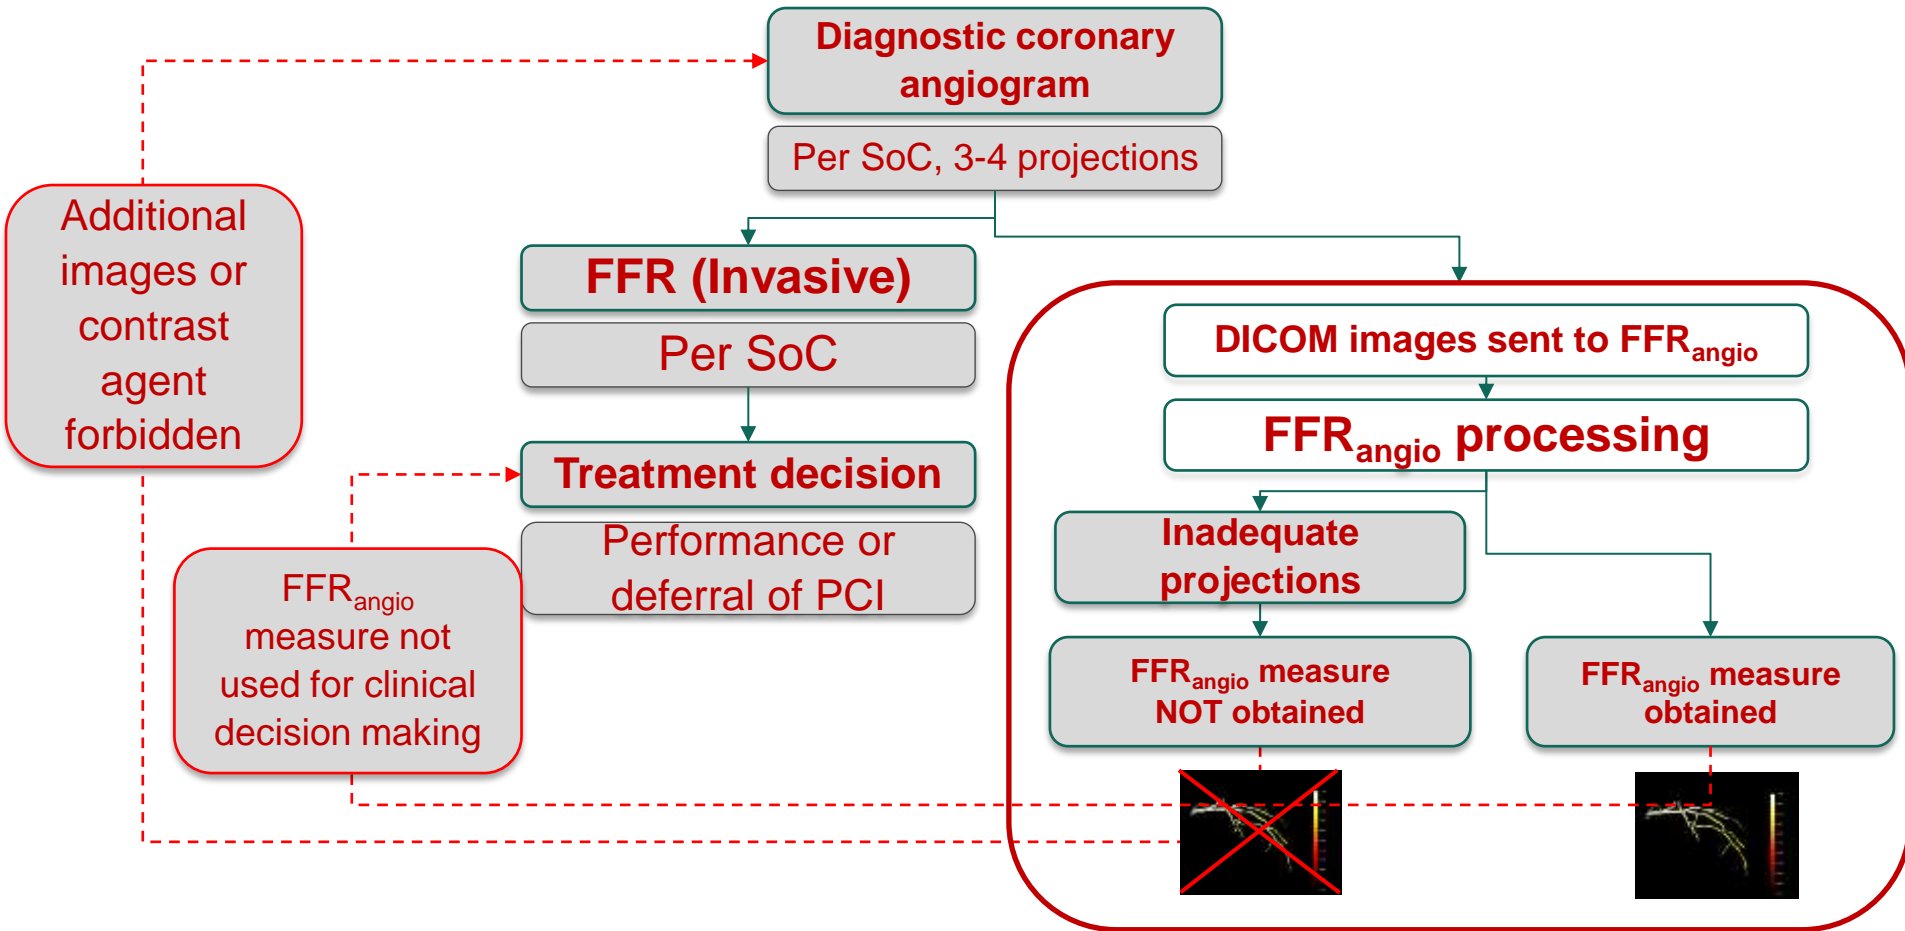 Diagnostic coronary
angiogram
Per SoC, 3-4 projections
Additional
images or
contrast
agent
forbidden
FFR (Invasive)
Per SoC
Treatment decision
Performance or
deferral of PCI
FFRangio
measure not
used for clinical
decision making
DICOM images sent to FFRangio
FFRangio processing
Inadequate
projections
FFRangio measure
NOT obtained
FFRangio measure
obtained